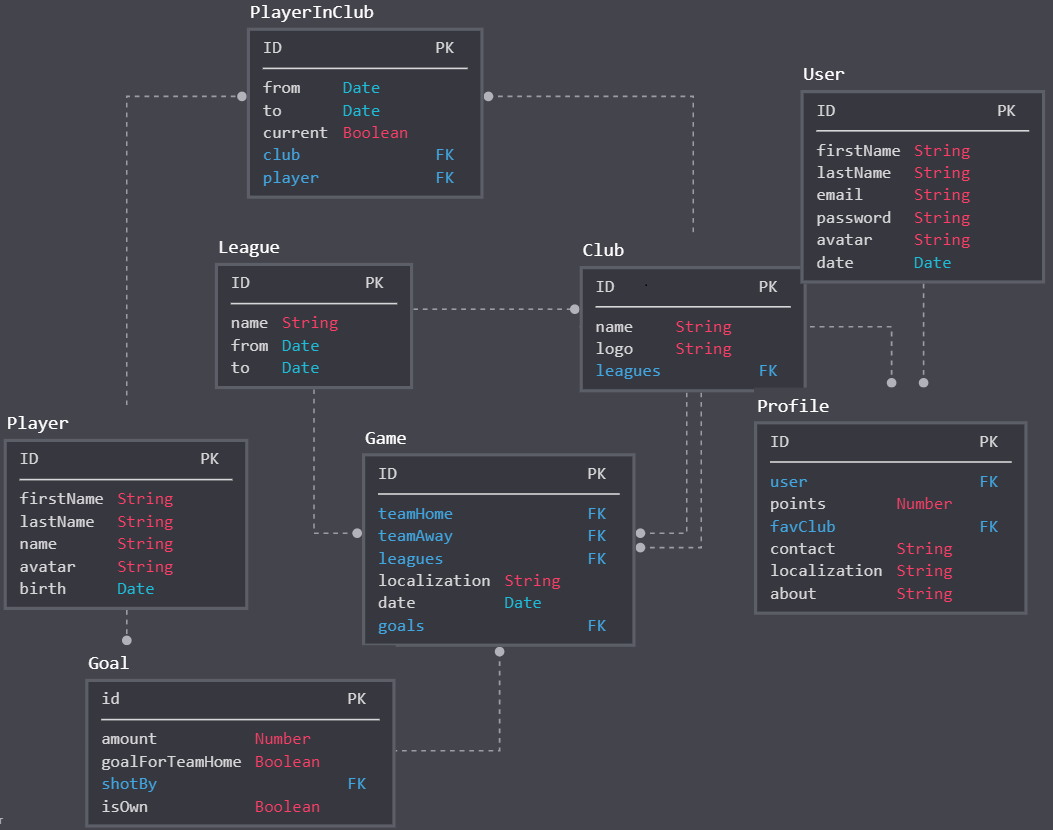 PlayerInClub
ID PK
from Date
to Date
current Boolean
club FK
player FK
User
ID PK
firstName String
lastName String
email String
password String
avatar String
date Date
League
ID PK
name String
from Date
to Date
Club
ID PK
name String
logo String
leagues FK
Player
ID PK
firstName String
lastName String
name String
avatar String
birth Date
Game
ID PK
teamHome FK
teamAway FK
leagues FK
localization String
date Date
goals FK
Profile
ID PK
user FK
points Number
favClub FK
contact String
localization String
about String
Goal
id PK
amount Number
goalForTeamHome Boolean
shotBy FK
isOwn Boolean
r